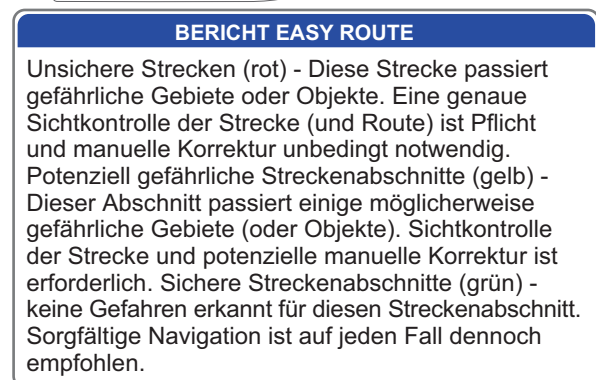 BERICHT EASY ROUTE
Unsichere Strecken (rot) - Diese Strecke passiert
gefährliche Gebiete oder Objekte. Eine genaue
Sichtkontrolle der Strecke (und Route) ist Pflicht
und manuelle Korrektur unbedingt notwendig.
Potenziell gefährliche Streckenabschnitte (gelb) -
Dieser Abschnitt passiert einige möglicherweise
gefährliche Gebiete (oder Objekte). Sichtkontrolle
der Strecke und potenzielle manuelle Korrektur ist
erforderlich. Sichere Streckenabschnitte (grün) -
keine Gefahren erkannt für diesen Streckenabschnitt.
Sorgfältige Navigation ist auf jeden Fall dennoch
empfohlen.